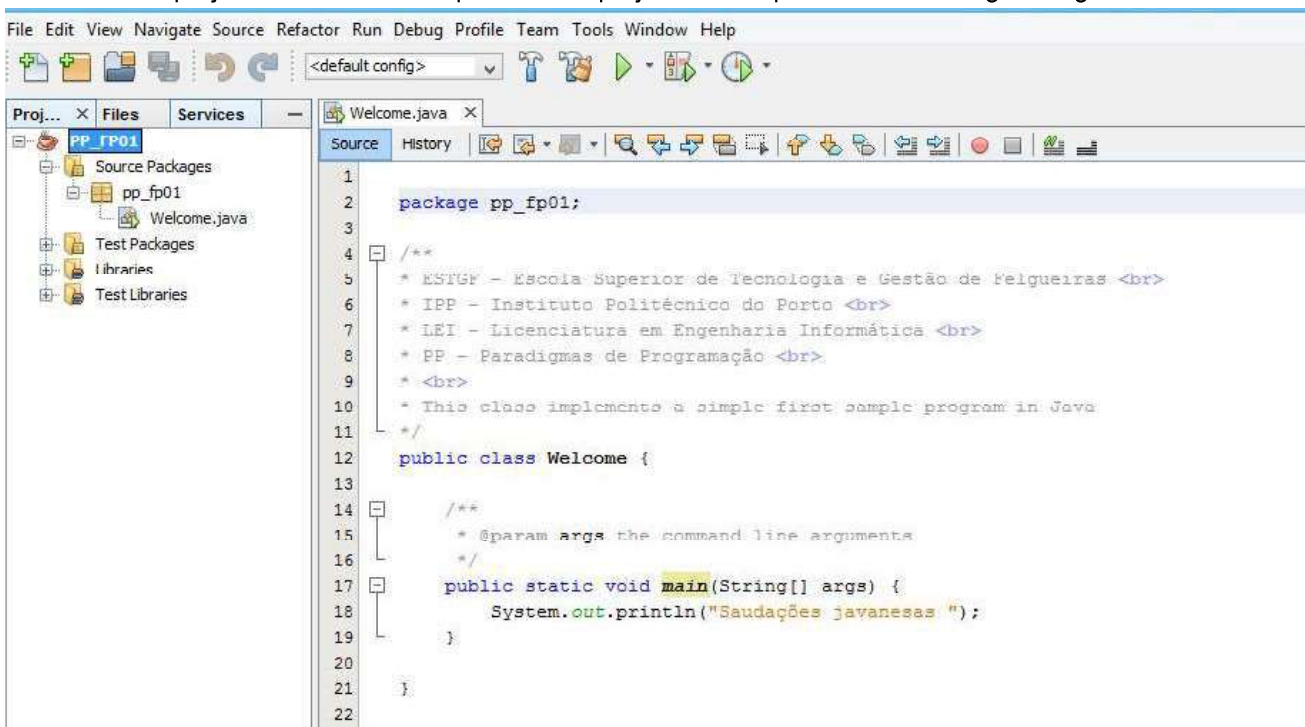 File Edit View Navigate Source Refactor Run Debug Profile Team Tools Window Help
<default config>
Proj... Files Services
Welcome.java
PP_FP01
Source Packages
pp_fp01
Welcome.java
Test Packages
Libraries
Test Libraries
Source History
1
2 package pp_fp01;
3
4 /**
5 * ESTGF - Escola Superior de Tecnologia e Gestão de Felgueiras <br>
6 * IPP - Instituto Politécnico do Porto <br>
7 * LEI - Licenciatura em Engenharia Informática <br>
8 * PP - Paradigmas de Programação <br>
9 * <br>
10 * This class implements a simple first sample program in Java
11 */
12 public class Welcome {
13
14 /**
15 * @param args the command line arguments
16 */
17 public static void main(String[] args) {
18 System.out.println("Saudações javanesas ");
19 }
20
21 }
22